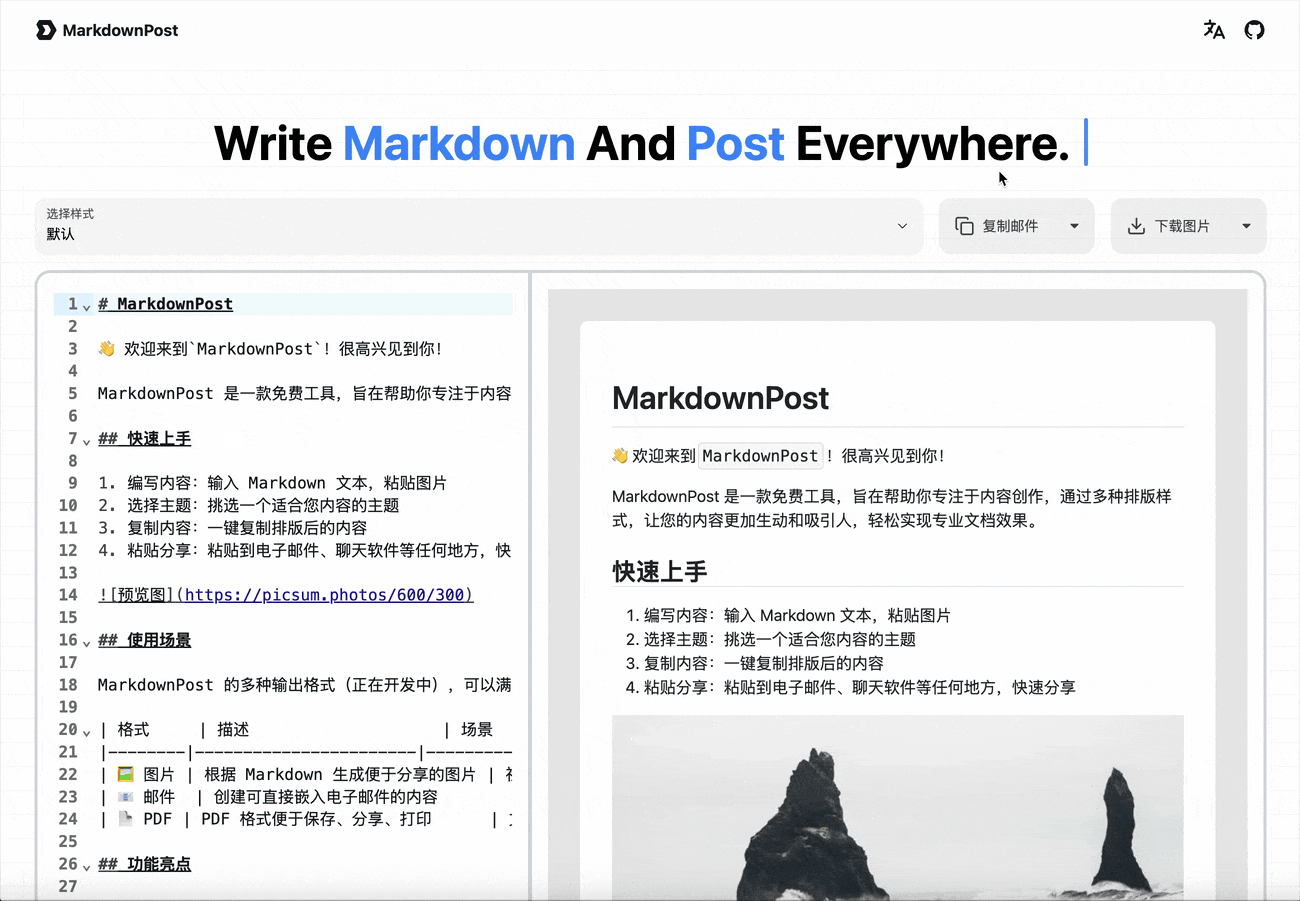 MarkdownPost
Write Markdown And Post Everywhere.
选择样式
默认
复制邮件
下载图片
1 # MarkdownPost
2
3 👋 欢迎来到`MarkdownPost`！很高兴见到你！
4
5 MarkdownPost 是一款免费工具，旨在帮助你专注于内容
6
7 ## 快速上手
8
9 1. 编写内容：输入 Markdown 文本，粘贴图片
10 2. 选择主题：挑选一个适合您内容的主题
11 3. 复制内容：一键复制排版后的内容
12 4. 粘贴分享：粘贴到电子邮件、聊天软件等任何地方，快
13
14 ![预览图](https://picsum.photos/600/300)
15
16 ## 使用场景
17
18 MarkdownPost 的多种输出格式（正在开发中），可以满
19
20 | 格式 | 描述 | 场景
21 |--------|-----------------------|---------
22 | 🖼️ 图片 | 根据 Markdown 生成便于分享的图片 |
23 | 📧 邮件 | 创建可直接嵌入电子邮件的内容
24 | 📄 PDF | PDF 格式便于保存、分享、打印 |
25
26 ## 功能亮点
27
MarkdownPost
👋 欢迎来到 MarkdownPost ！很高兴见到你！
MarkdownPost 是一款免费工具，旨在帮助你专注于内容创作，通过多种排版样
式，让您的内容更加生动和吸引人，轻松实现专业文档效果。
快速上手
1. 编写内容：输入 Markdown 文本，粘贴图片
2. 选择主题：挑选一个适合您内容的主题
3. 复制内容：一键复制排版后的内容
4. 粘贴分享：粘贴到电子邮件、聊天软件等任何地方，快速分享